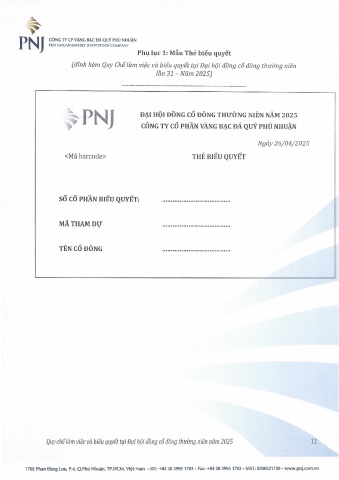 PNJ
CÔNG TY CP VÀNG BẠC ĐÁ QUÝ PHÚ NHUẬN
PHU NHUAN JEWELRY JOINT STOCK COMPANY
Phụ lục 1: Mẫu Thẻ biểu quyết
(đính kèm Quy Chế làm việc và biểu quyết tại Đại hội đồng cổ đông thường niên
lần 31 – Năm 2025)
PNJ
ĐẠI HỘI ĐỒNG CỔ ĐÔNG THƯỜNG NIÊN NĂM 2025
CÔNG TY CỔ PHẦN VÀNG BẠC ĐÁ QUÝ PHÚ NHUẬN
Ngày 26/04/2025
<Mã barcode>
THẺ BIỂU QUYẾT
SỐ CỔ PHẦN BIỂU QUYẾT: ........................................
MÃ THAM DỰ ........................................
TÊN CỔ ĐÔNG ........................................
Quy chế làm việc và biểu quyết tại Đại hội đồng cổ đông thường niên năm 2025
12
170E Phan Đăng Lưu, P.4, Q.Phú Nhuận, TP.HCM, Việt Nam - ĐT: +84 28 3995 1703 - Fax: +84 28 3995 1702 - MST: 0300521758 - www.pnj.com.vn